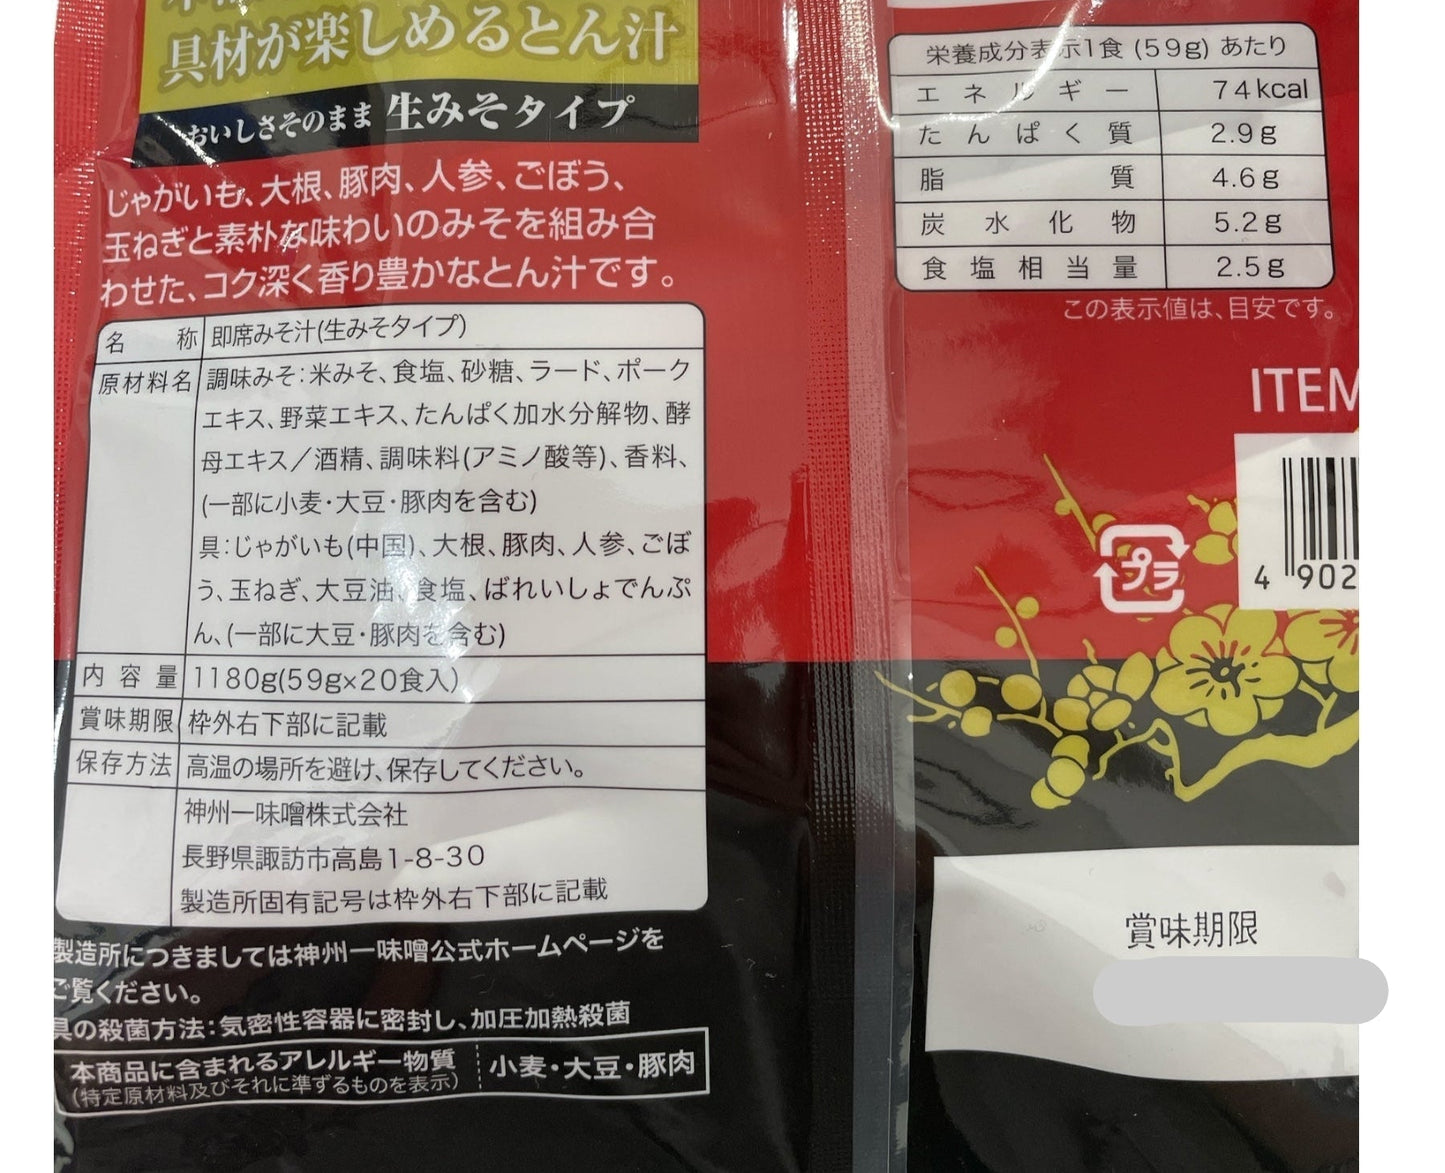 具材が楽しめるとん汁
おいしさそのまま 生みそタイプ
じゃがいも、大根、豚肉、人参、ごぼう、
玉ねぎと素朴な味わいのみそを組み合
わせた、コク深く香り豊かなとん汁です。
名称 即席みそ汁(生みそタイプ)
原材料名 調味みそ:米みそ、食塩、砂糖、ラード、ポーク
エキス、野菜エキス、たんぱく加水分解物、酵
母エキス/酒精、調味料(アミノ酸等)、香料、
(一部に小麦・大豆・豚肉を含む)
具:じゃがいも(中国)、大根、豚肉、人参、ごぼ
う、玉ねぎ、大豆油、食塩、ばれいしょでんぷ
ん、(一部に大豆・豚肉を含む)
内容量 1180g(59g×20食入)
賞味期限 枠外右下部に記載
保存方法 高温の場所を避け、保存してください。
神州一味噌株式会社
長野県諏訪市高島1-8-30
製造所固有記号は枠外右下部に記載
製造所につきましては神州一味噌公式ホームページを
ご覧ください。
具の殺菌方法:気密性容器に密封し、加圧加熱殺菌
本商品に含まれるアレルギー物質 小麦・大豆・豚肉
(特定原材料及びそれに準ずるものを表示)
栄養成分表示1食(59g)あたり
エネルギー 74kcal
たんぱく質 2.9g
脂質 4.6g
炭水化物 5.2g
食塩相当量 2.5g
この表示値は、目安です。
ITEM
プラ
4 902
賞味期限